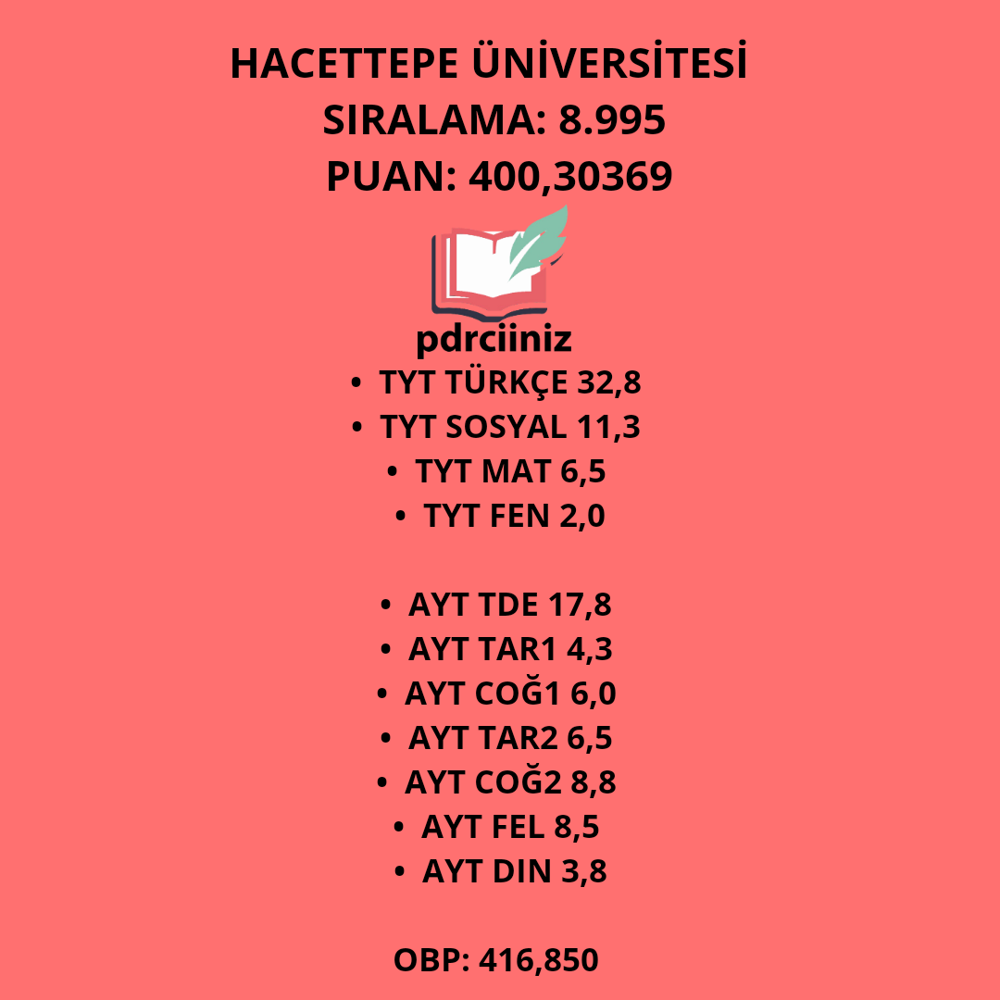 HACETTEPE ÜNİVERSİTESİ
SIRALAMA: 8.995
PUAN: 400,30369
pdrciiniz
• TYT TÜRKÇE 32,8
• TYT SOSYAL 11,3
• TYT MAT 6,5
• TYT FEN 2,0
• AYT TDE 17,8
• AYT TAR1 4,3
• AYT COĞ1 6,0
• AYT TAR2 6,5
• AYT COĞ2 8,8
• AYT FEL 8,5
• AYT DIN 3,8
OBP: 416,850